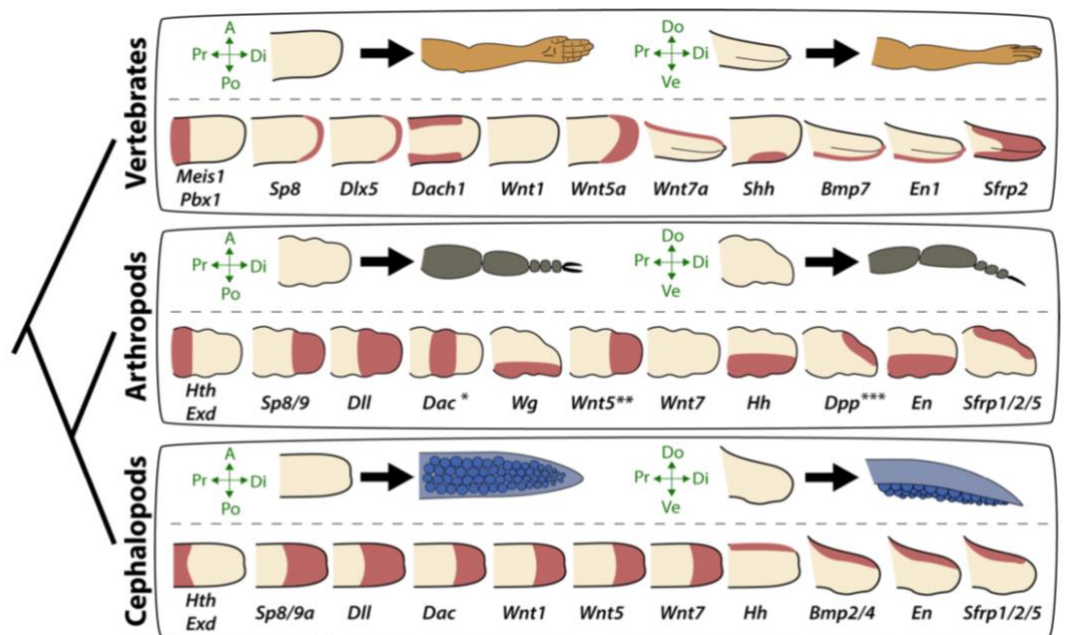 Vertebrates
A
Pr Di
Po
Do
Pr Di
Ve
Meis1
Pbx1
Sp8 Dlx5 Dach1 Wnt1 Wnt5a Wnt7a Shh Bmp7 En1 Sfrp2
Arthropods
A
Pr Di
Po
Do
Pr Di
Ve
Hth
Exd
Sp8/9 Dll Dac * Wg Wnt5** Wnt7 Hh Dpp*** En Sfrp1/2/5
Cephalopods
A
Pr Di
Po
Do
Pr Di
Ve
Hth
Exd
Sp8/9a Dll Dac Wnt1 Wnt5 Wnt7 Hh Bmp2/4 En Sfrp1/2/5